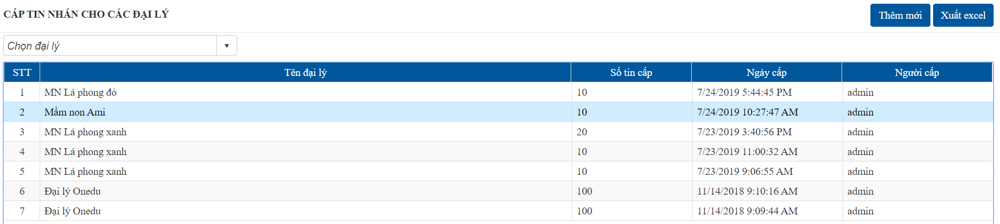 CẤP TIN NHẮN CHO CÁC ĐẠI LÝ
Thêm mới Xuất excel
Chọn đại lý
STT Tên đại lý Số tin cấp Ngày cấp Người cấp
1 MN Lá phong đỏ 10 7/24/2019 5:44:45 PM admin
2 Mầm non Ami 10 7/24/2019 10:27:47 AM admin
3 MN Lá phong xanh 20 7/23/2019 3:40:56 PM admin
4 MN Lá phong xanh 10 7/23/2019 11:00:32 AM admin
5 MN Lá phong xanh 10 7/23/2019 9:06:55 AM admin
6 Đại lý Onedu 100 11/14/2018 9:10:16 AM admin
7 Đại lý Onedu 100 11/14/2018 9:09:44 AM admin